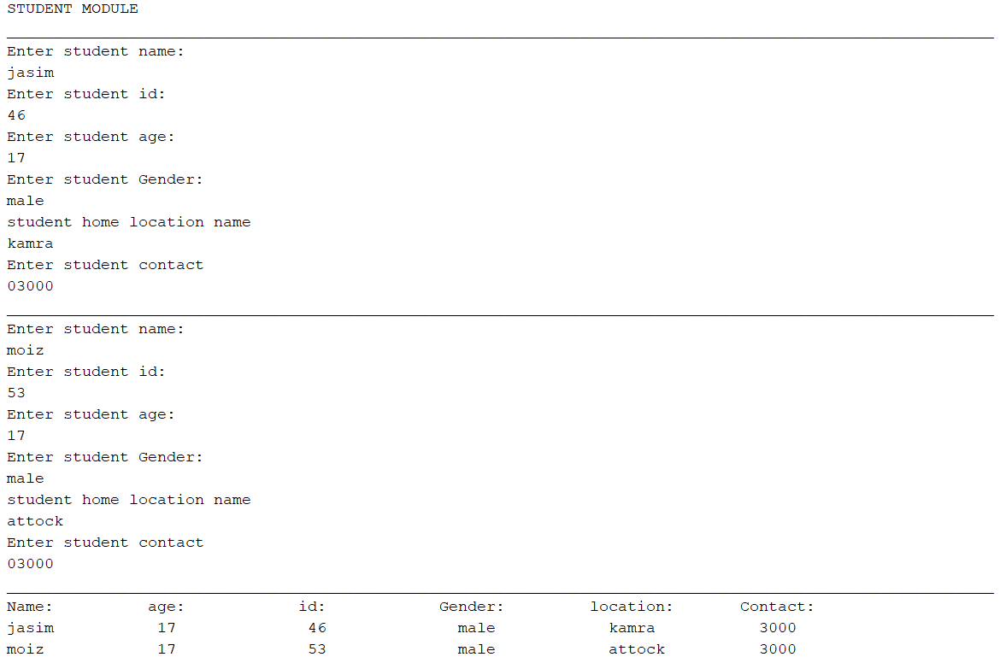 STUDENT MODULE
Enter student name:
jasim
Enter student id:
46
Enter student age:
17
Enter student Gender:
male
student home location name
kamra
Enter student contact
03000
Enter student name:
moiz
Enter student id:
53
Enter student age:
17
Enter student Gender:
male
student home location name
attock
Enter student contact
03000
Name: age: id: Gender: location: Contact:
jasim 17 46 male kamra 3000
moiz 17 53 male attock 3000